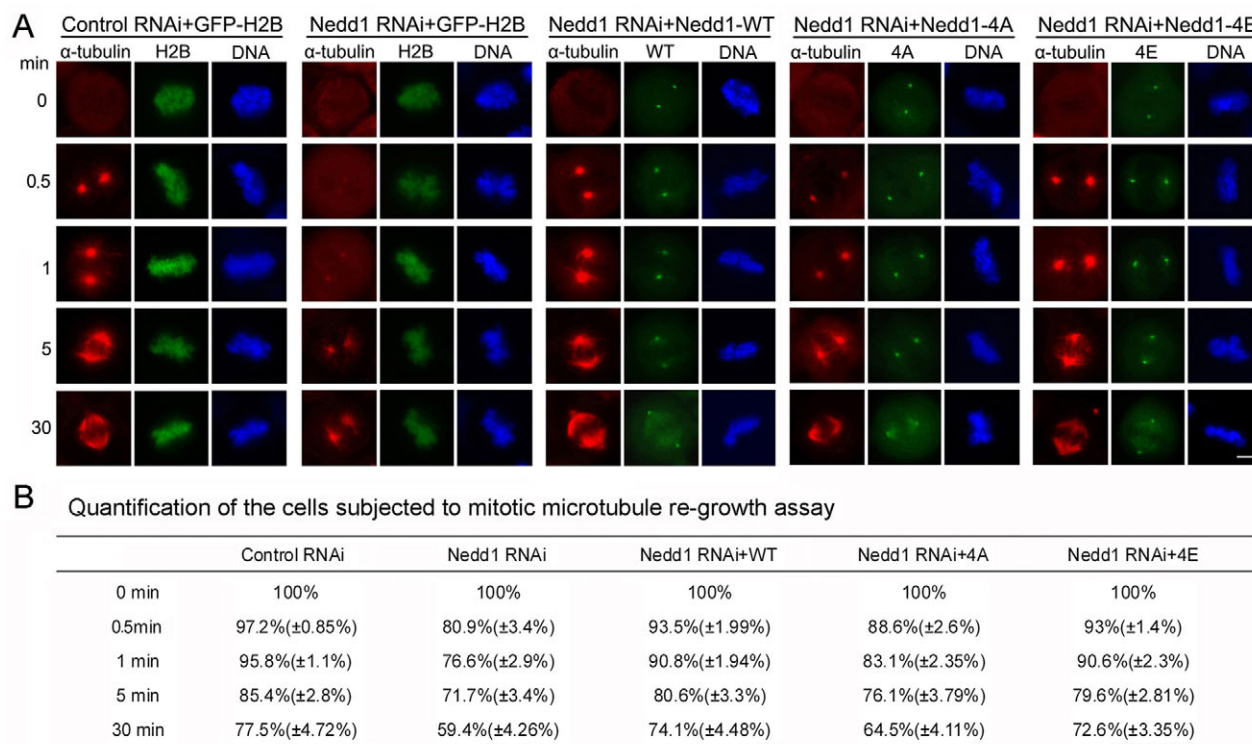 A
Control RNAi+GFP-H2B Nedd1 RNAi+GFP-H2B Nedd1 RNAi+Nedd1-WT Nedd1 RNAi+Nedd1-4A Nedd1 RNAi+Nedd1-4E
min α-tubulin H2B DNA α-tubulin H2B DNA α-tubulin WT DNA α-tubulin 4A DNA α-tubulin 4E DNA
0
0.5
1
5
30
B Quantification of the cells subjected to mitotic microtubule re-growth assay
Control RNAi Nedd1 RNAi Nedd1 RNAi+WT Nedd1 RNAi+4A Nedd1 RNAi+4E
0 min 100% 100% 100% 100% 100%
0.5min 97.2%(±0.85%) 80.9%(±3.4%) 93.5%(±1.99%) 88.6%(±2.6%) 93%(±1.4%)
1 min 95.8%(±1.1%) 76.6%(±2.9%) 90.8%(±1.94%) 83.1%(±2.35%) 90.6%(±2.3%)
5 min 85.4%(±2.8%) 71.7%(±3.4%) 80.6%(±3.3%) 76.1%(±3.79%) 79.6%(±2.81%)
30 min 77.5%(±4.72%) 59.4%(±4.26%) 74.1%(±4.48%) 64.5%(±4.11%) 72.6%(±3.35%)